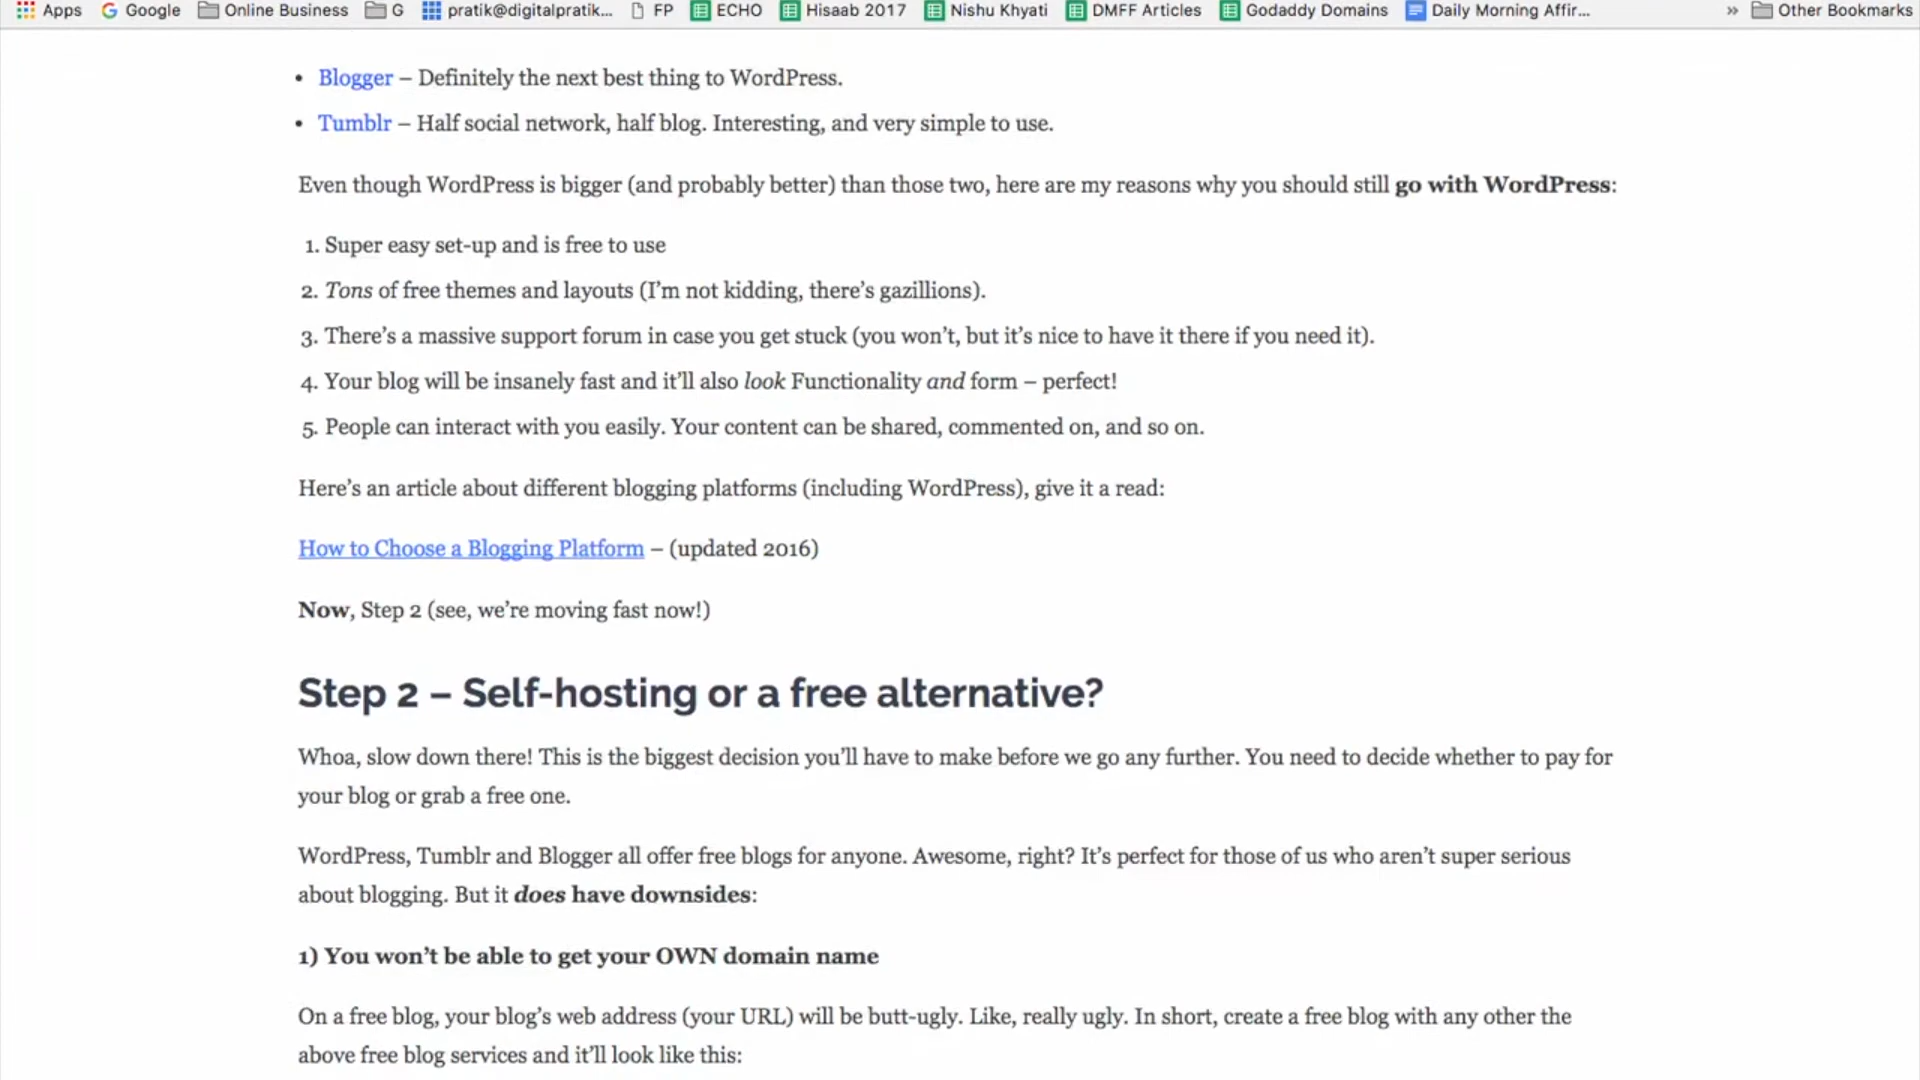 Apps Google Online Business G pratik@digitalpratik... FP ECHO Hisaab 2017 Nishu Khyati DMFF Articles Godaddy Domains Daily Morning Affir... » Other Bookmarks
• Blogger – Definitely the next best thing to WordPress.
• Tumblr – Half social network, half blog. Interesting, and very simple to use.
Even though WordPress is bigger (and probably better) than those two, here are my reasons why you should still go with WordPress:
1. Super easy set-up and is free to use
2. Tons of free themes and layouts (I’m not kidding, there’s gazillions).
3. There’s a massive support forum in case you get stuck (you won’t, but it’s nice to have it there if you need it).
4. Your blog will be insanely fast and it’ll also look Functionality and form – perfect!
5. People can interact with you easily. Your content can be shared, commented on, and so on.
Here’s an article about different blogging platforms (including WordPress), give it a read:
How to Choose a Blogging Platform – (updated 2016)
Now, Step 2 (see, we’re moving fast now!)
Step 2 – Self-hosting or a free alternative?
Whoa, slow down there! This is the biggest decision you’ll have to make before we go any further. You need to decide whether to pay for
your blog or grab a free one.
WordPress, Tumblr and Blogger all offer free blogs for anyone. Awesome, right? It’s perfect for those of us who aren’t super serious
about blogging. But it does have downsides:
1) You won’t be able to get your OWN domain name
On a free blog, your blog’s web address (your URL) will be butt-ugly. Like, really ugly. In short, create a free blog with any other the
above free blog services and it’ll look like this: